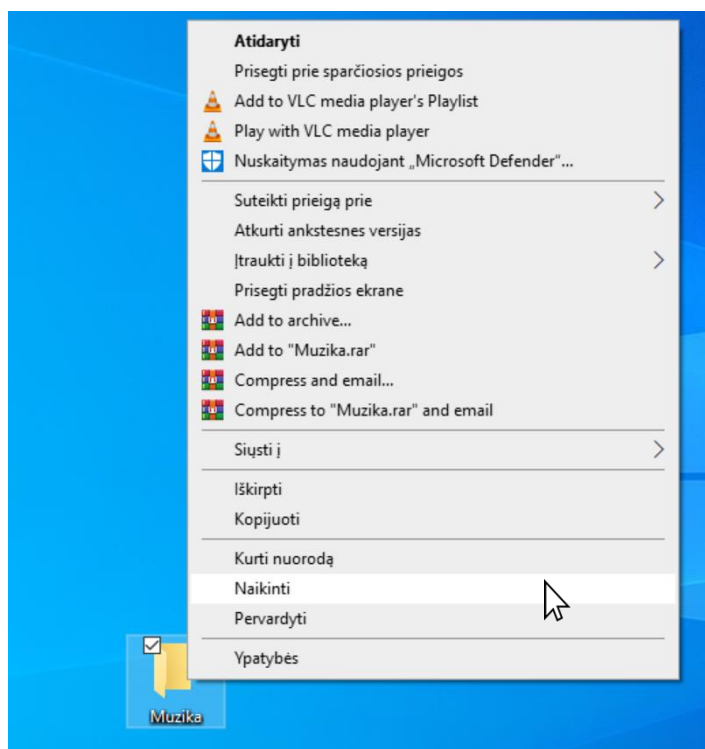 Atidaryti
Prisegti prie sparčiosios prieigos
Add to VLC media player's Playlist
Play with VLC media player
Nuskaitymas naudojant „Microsoft Defender“...
Suteikti prieigą prie
Atkurti ankstesnes versijas
Įtraukti į biblioteką
Prisegti pradžios ekrane
Add to archive...
Add to "Muzika.rar"
Compress and email...
Compress to "Muzika.rar" and email
Siųsti į
Iškirpti
Kopijuoti
Kurti nuorodą
Naikinti
Pervardyti
Ypatybės
Muzika